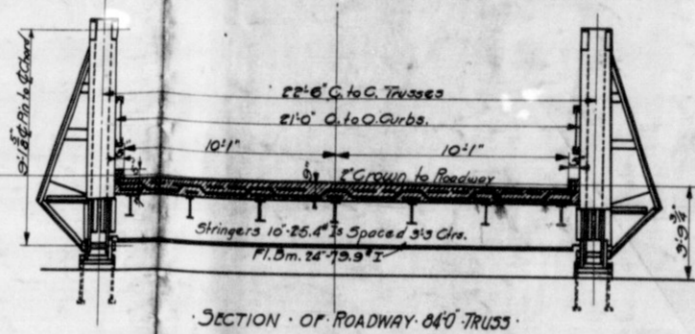 22'-6" C. to C. Trusses
21'-0" O. to O. Curbs.
10'-1"
10'-1"
2" Crown to Roadway
6"
Stringers 10"-25.4# Is Spaced 3'-3 Ctrs.
Fl. Bm. 24"-79.9# I
3'-9 3/4"
· SECTION · OF · ROADWAY · 84'-0" · TRUSS ·